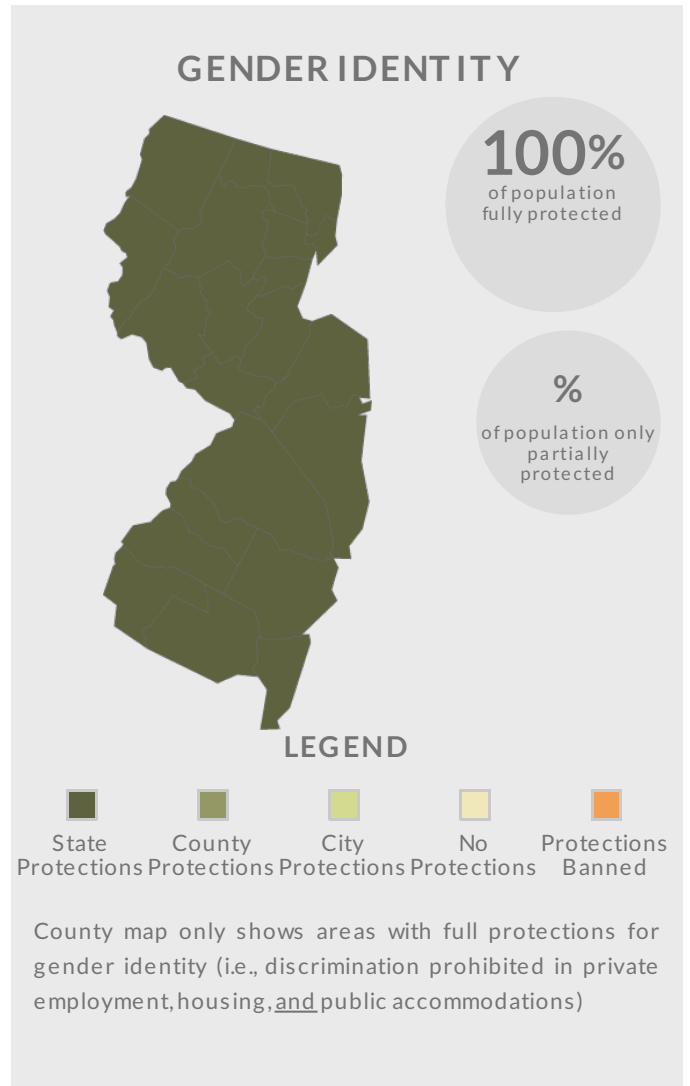 GENDER IDENTITY
100%
of population
fully protected
%
of population only
partially
protected
LEGEND
State
Protections
County
Protections
City
Protections
No
Protections
Protections
Banned
County map only shows areas with full protections for
gender identity (i.e., discrimination prohibited in private
employment, housing, and public accommodations)